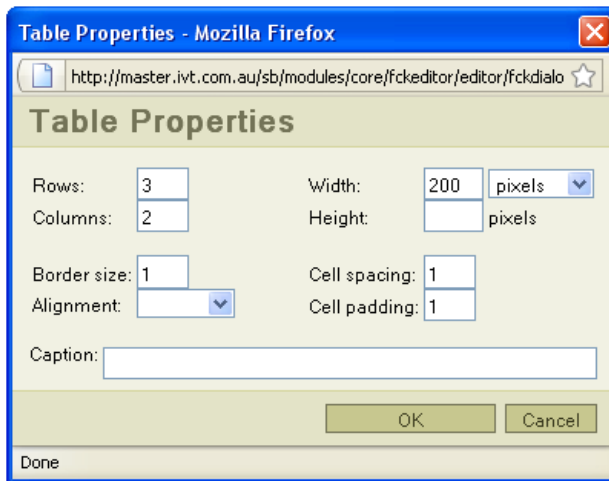 Table Properties - Mozilla Firefox
http://master.ivt.com.au/sb/modules/core/fckeditor/editor/fckdialo
Table Properties
Rows: 3 Width: 200 pixels
Columns: 2 Height: pixels
Border size: 1 Cell spacing: 1
Alignment: Cell padding: 1
Caption:
OK Cancel
Done